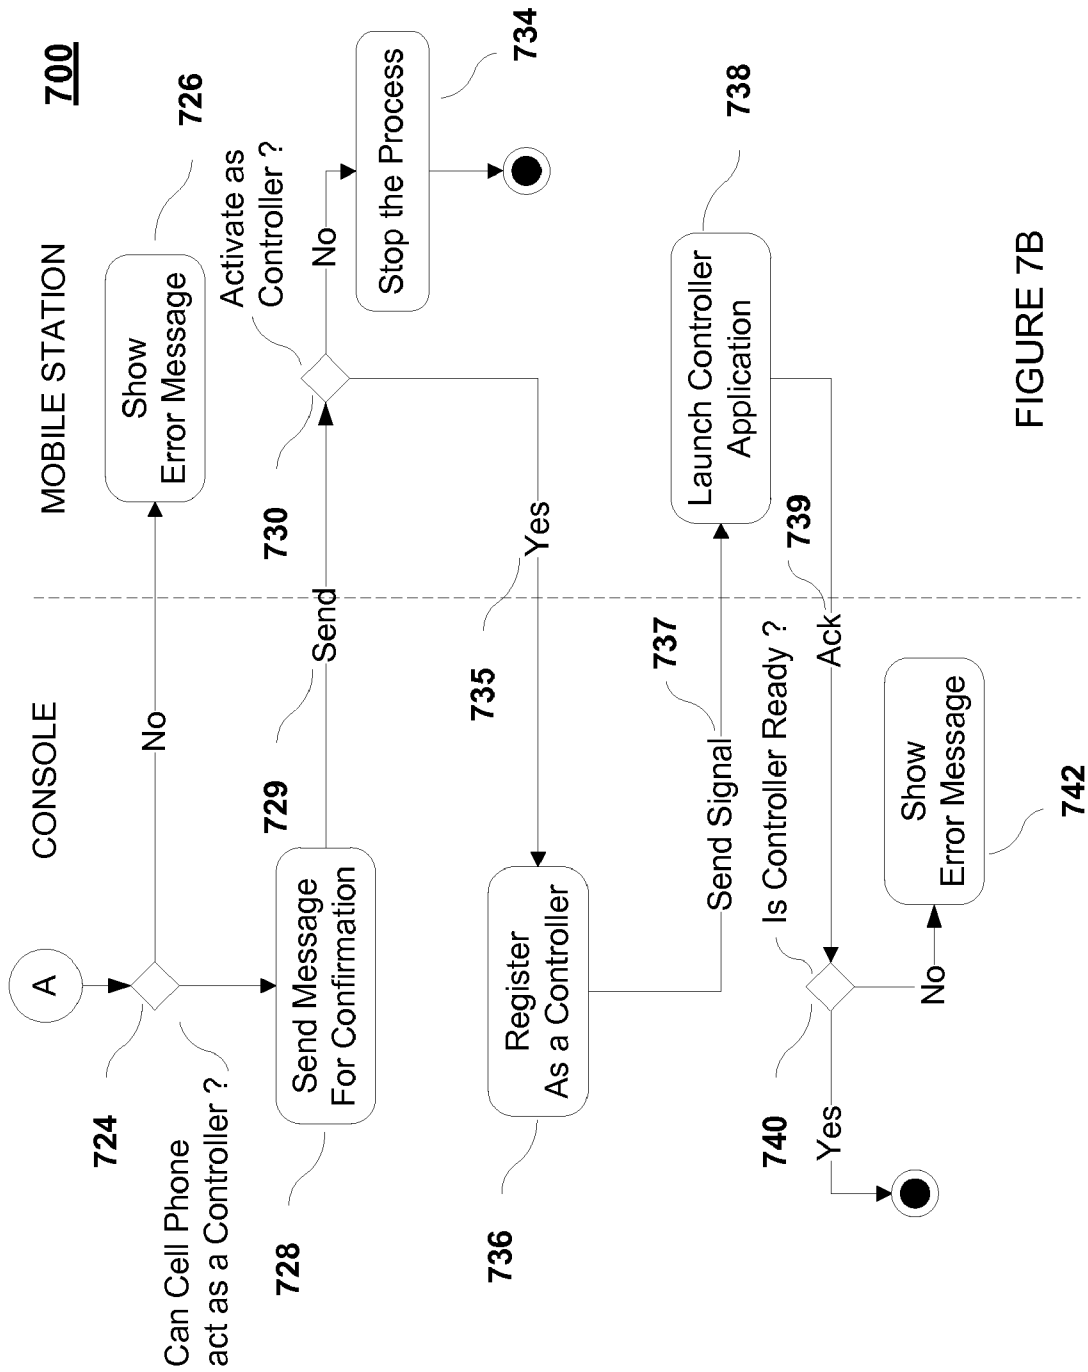 700
CONSOLE
MOBILE STATION
A
724
Can Cell Phone
act as a Controller ?
No
Show
Error Message
726
Send Message
For Confirmation
728
729
Send
730
Activate as
Controller ?
No
Stop the Process
734
735
Yes
Register
As a Controller
736
Send Signal
737
Launch Controller
Application
738
739
Ack
Is Controller Ready ?
740
Yes
No
Show
Error Message
742
FIGURE 7B